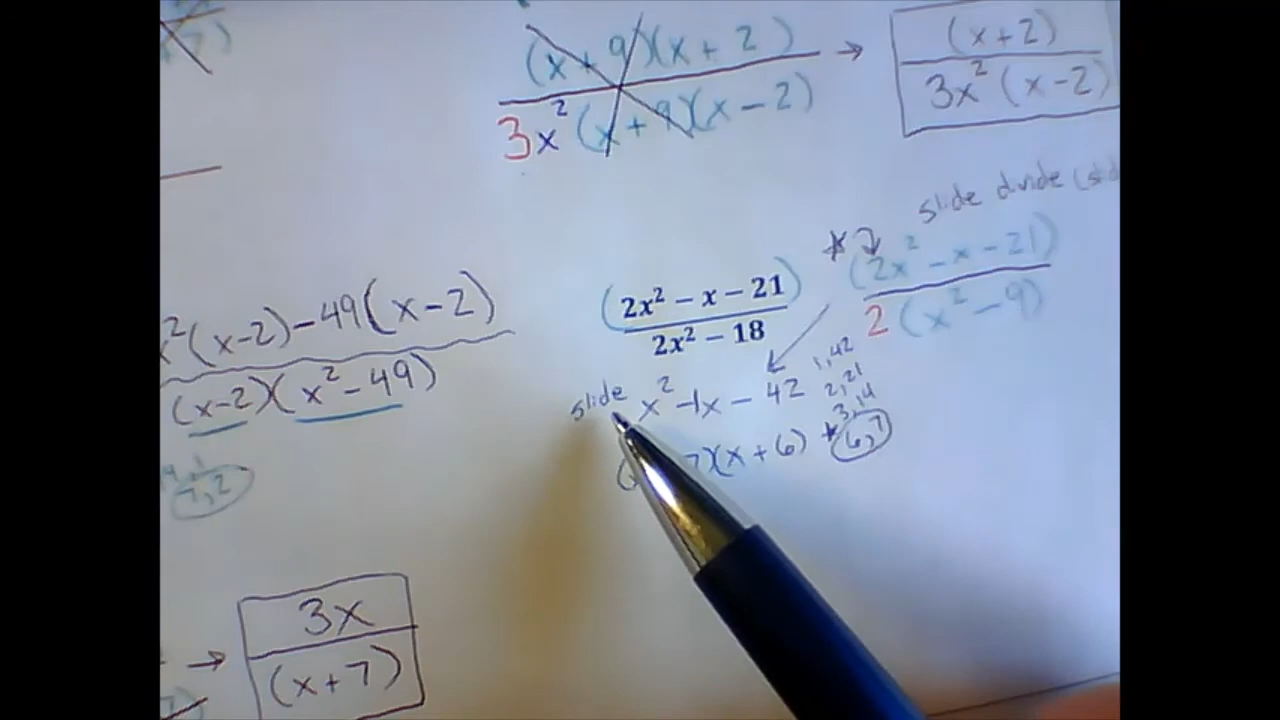 (x+9)(x+2) → (x+2)
3x²(x+9)(x-2) 3x²(x-2)
slide divide
(2x² - x - 21)
2(x² - 9)
(2x² − x − 21)
2x² − 18
x²(x-2)-49(x-2)
(x-2)(x²-49)
7, 2
slide x² -1x - 42
1, 42
2, 21
3, 14
6, 7
7)(x+6)
→ 3x
(x+7)